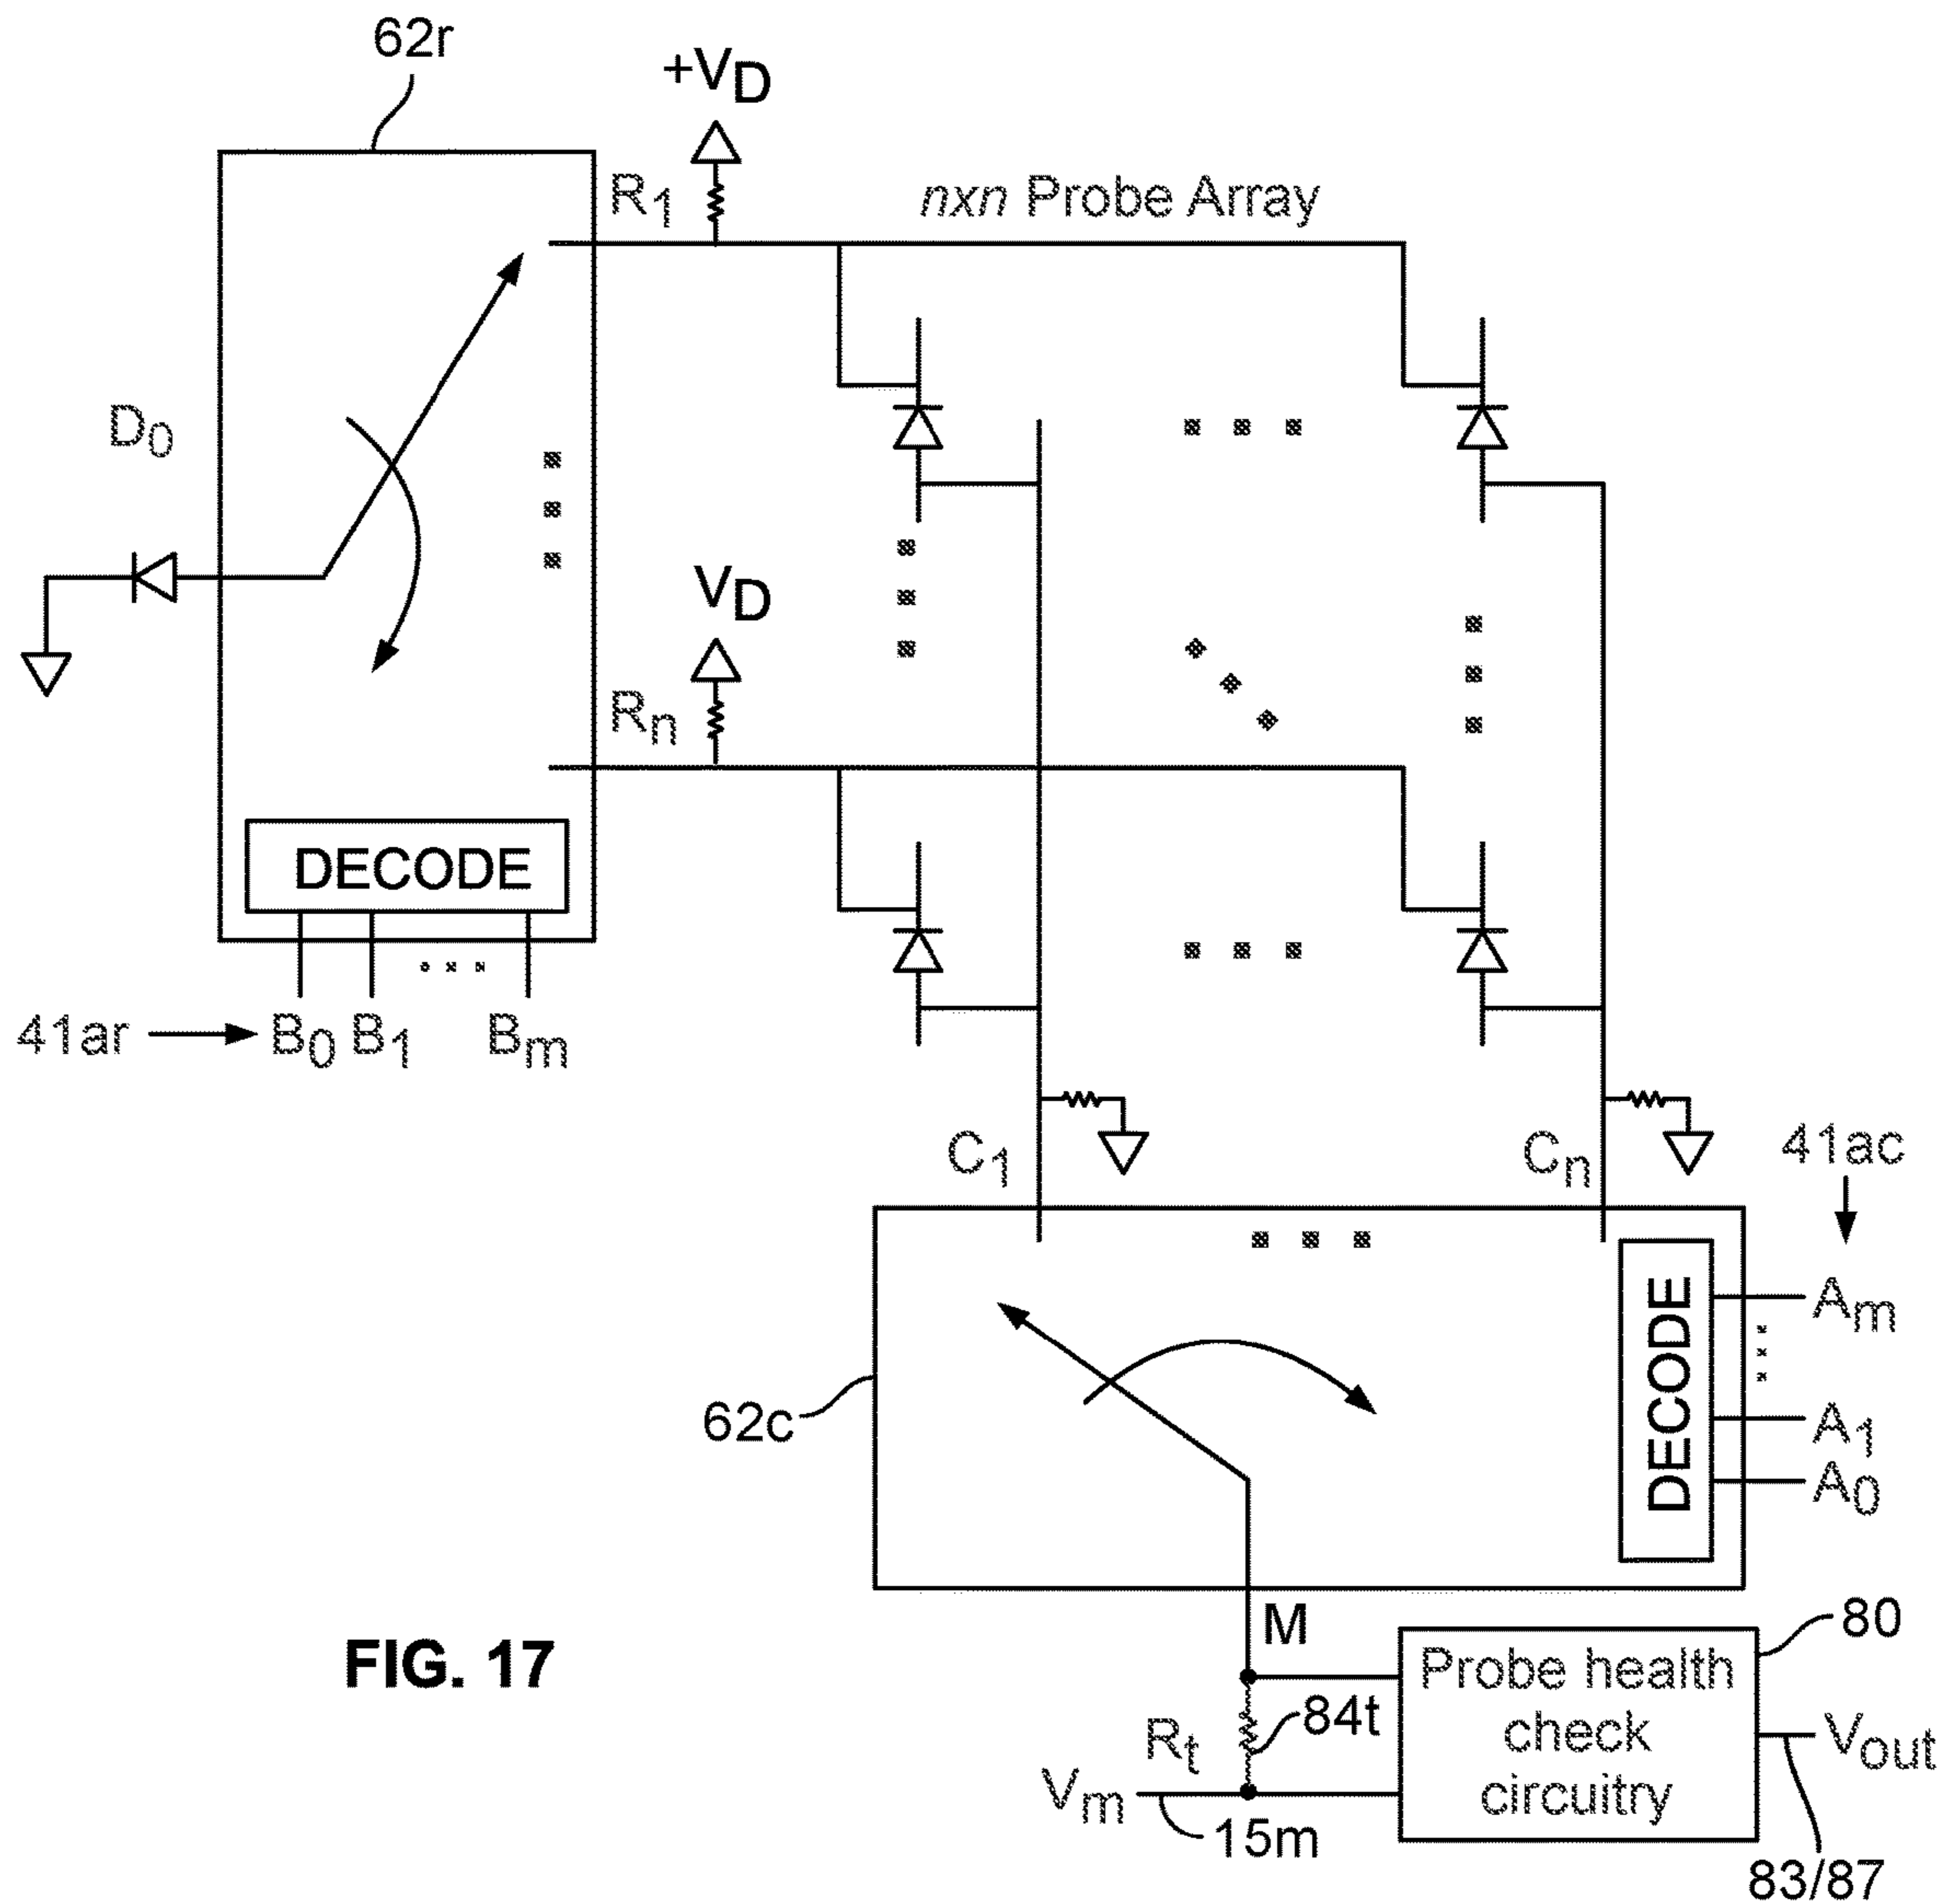 62r
+VD
R1
nxn Probe Array
D0
VD
Rn
DECODE
41ar
B0 B1 Bm
C1
Cn
41ac
DECODE
Am
A1
A0
62c
M
80
Probe health
check
circuitry
Rt
84t
Vm
15m
Vout
83/87
FIG. 17